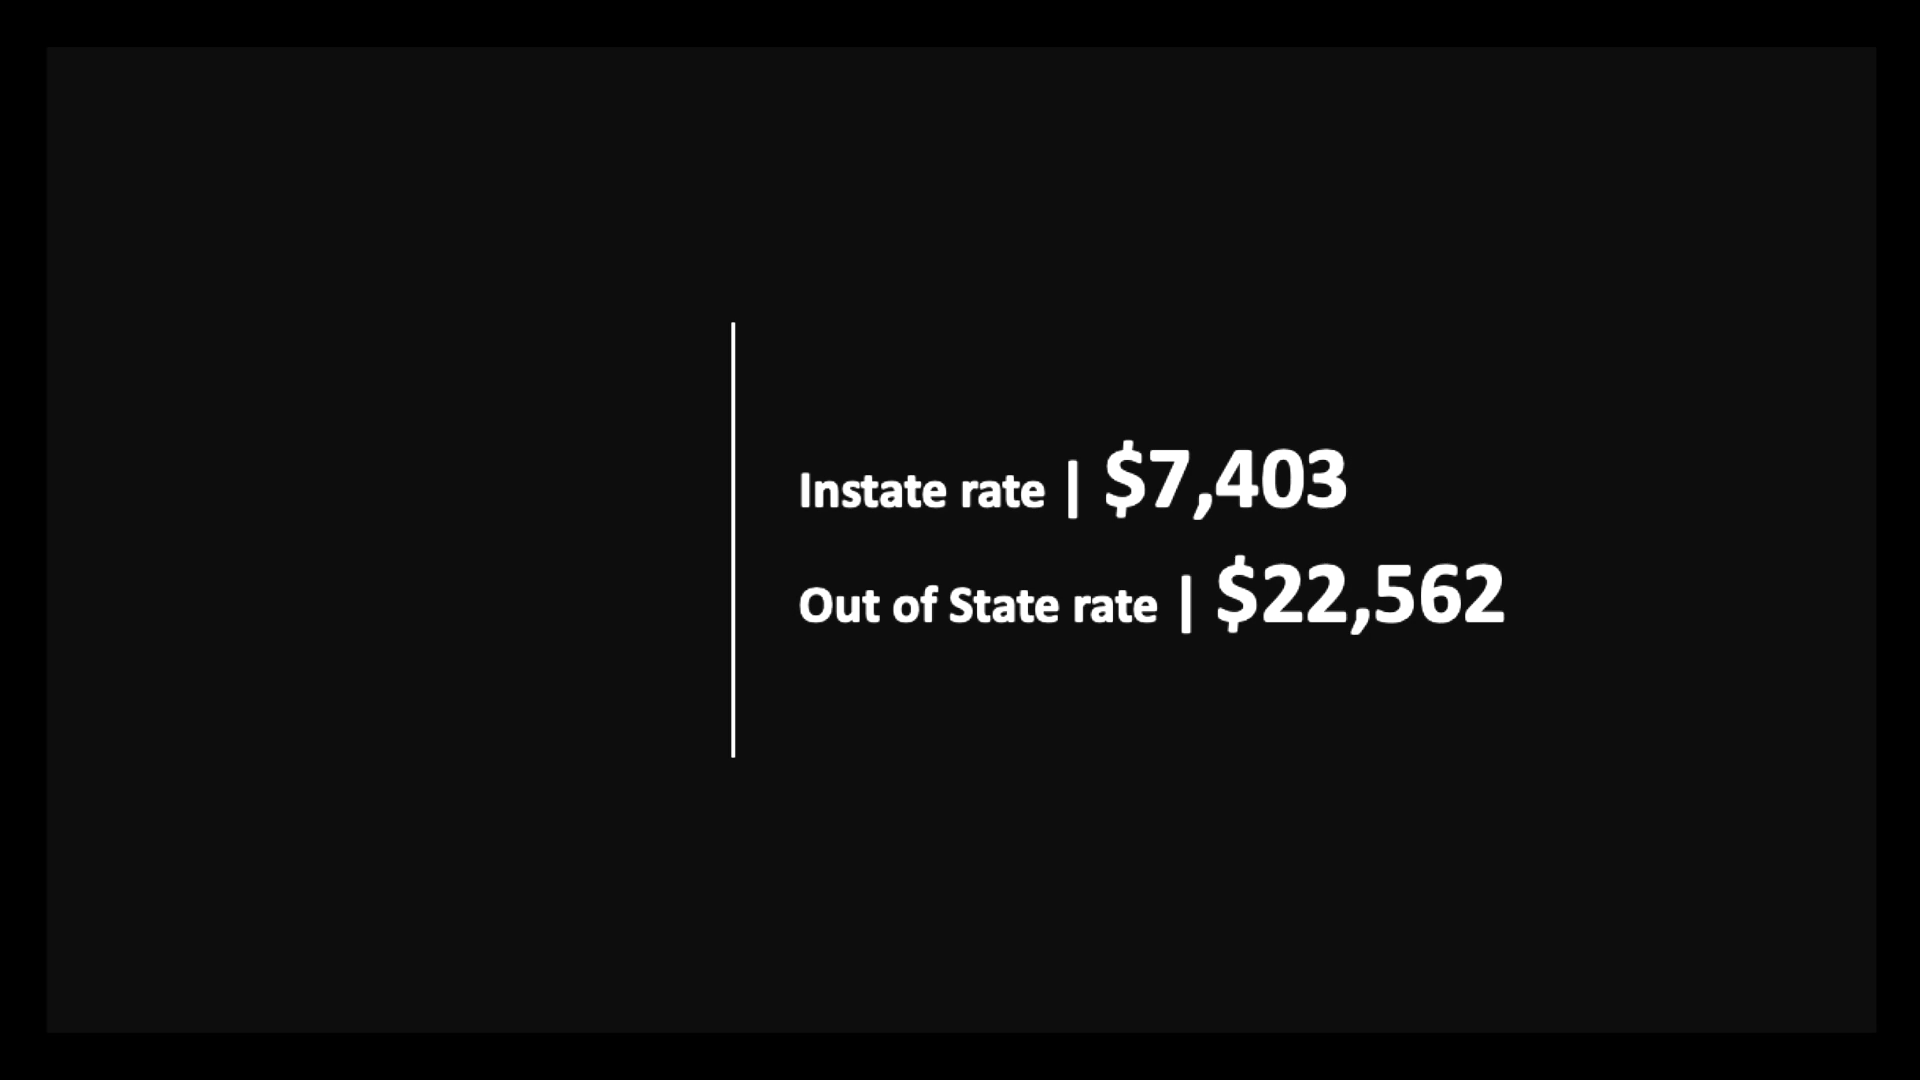 Instate rate | $7,403
Out of State rate | $22,562